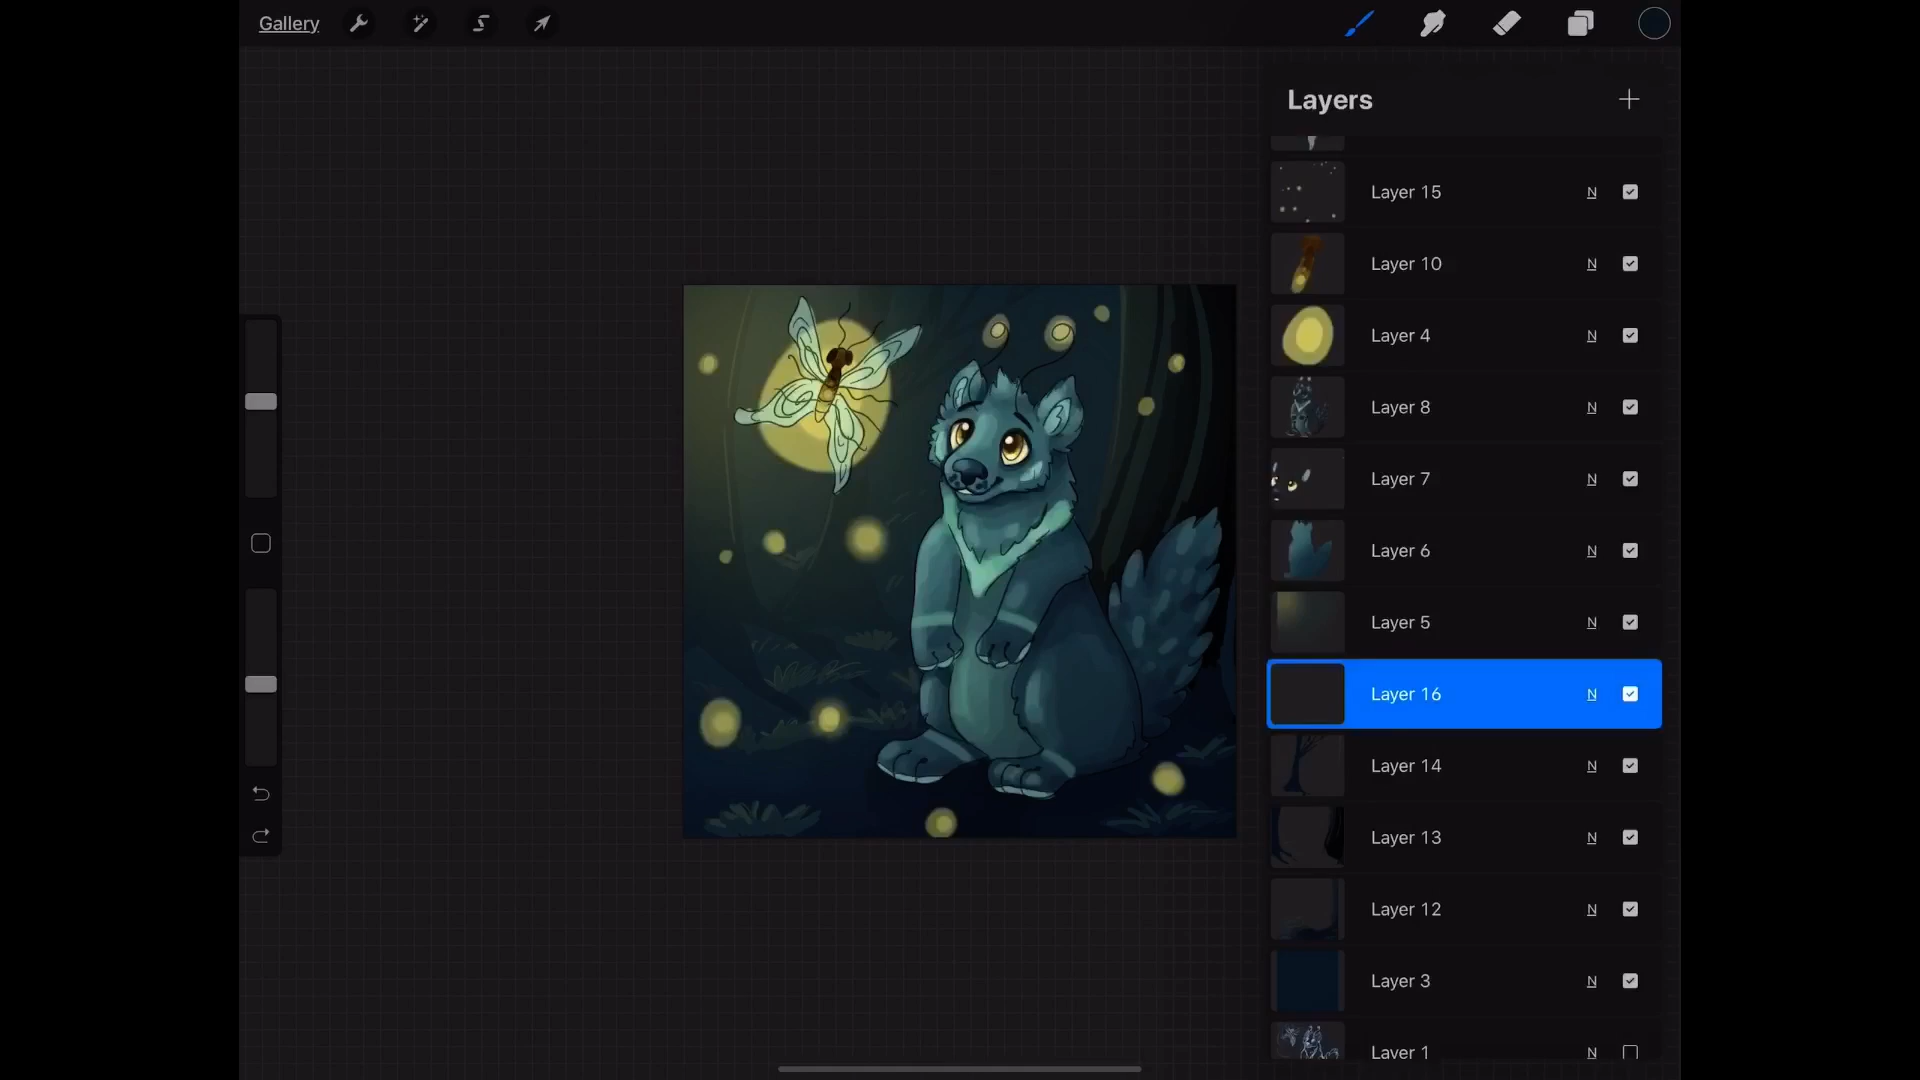 Gallery
Layers
Layer 15 N
Layer 10 N
Layer 4 N
Layer 8 N
Layer 7 N
Layer 6 N
Layer 5 N
Layer 16 N
Layer 14 N
Layer 13 N
Layer 12 N
Layer 3 N
Layer 1 N